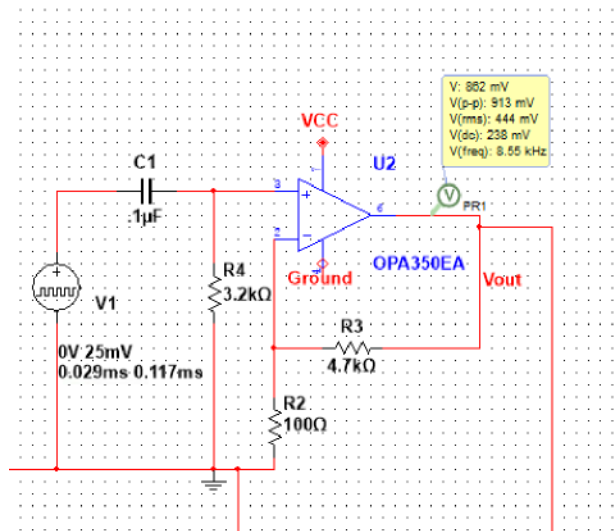 V: 862 mV
V(p-p): 913 mV
V(rms): 444 mV
V(dc): 238 mV
V(freq): 8.55 kHz
VCC
C1
U2
.1µF
3
+
6
V
PR1
2
−
R4
3.2kΩ
Ground
4
OPA350EA
Vout
+
V1
R3
4.7kΩ
0V 25mV
0.029ms 0.117ms
R2
100Ω